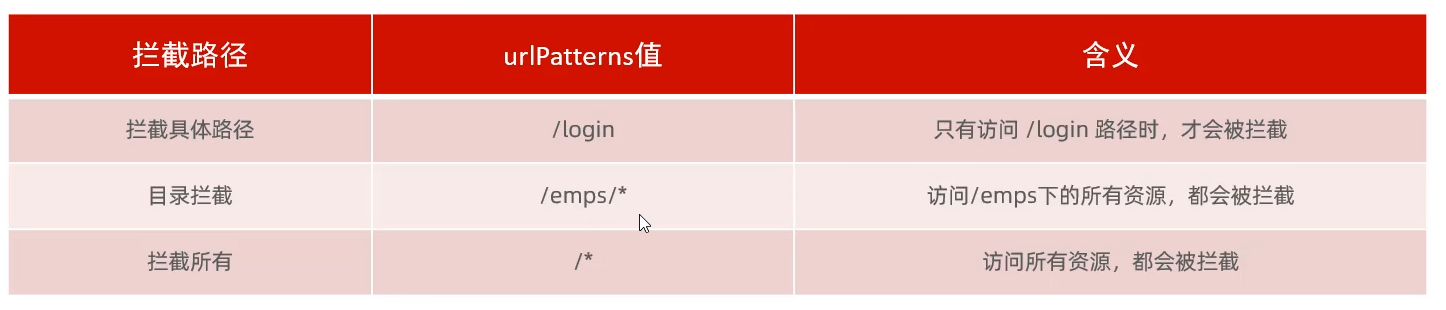 拦截路径 urlPatterns值 含义
拦截具体路径 /login 只有访问 /login 路径时，才会被拦截
目录拦截 /emps/* 访问/emps下的所有资源，都会被拦截
拦截所有 /* 访问所有资源，都会被拦截